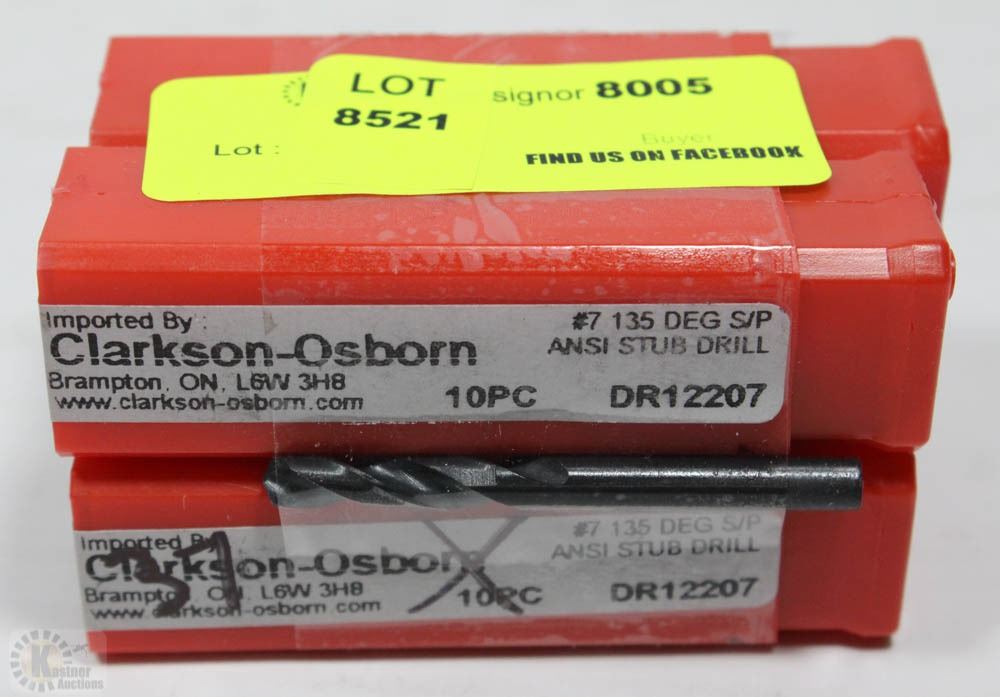 LOT
8521
signor 8005
Lot :
Buyer
FIND US ON FACEBOOK
Imported By
Clarkson-Osborn
Brampton, ON, L6W 3H8
www.clarkson-osborn.com
#7 135 DEG S/P
ANSI STUB DRILL
10PC DR12207
Imported By
Clarkson-Osborn
Brampton, ON, L6W 3H8
www.clarkson-osborn.com
#7 135 DEG S/P
ANSI STUB DRILL
10PC DR12207
Kastner
Auctions